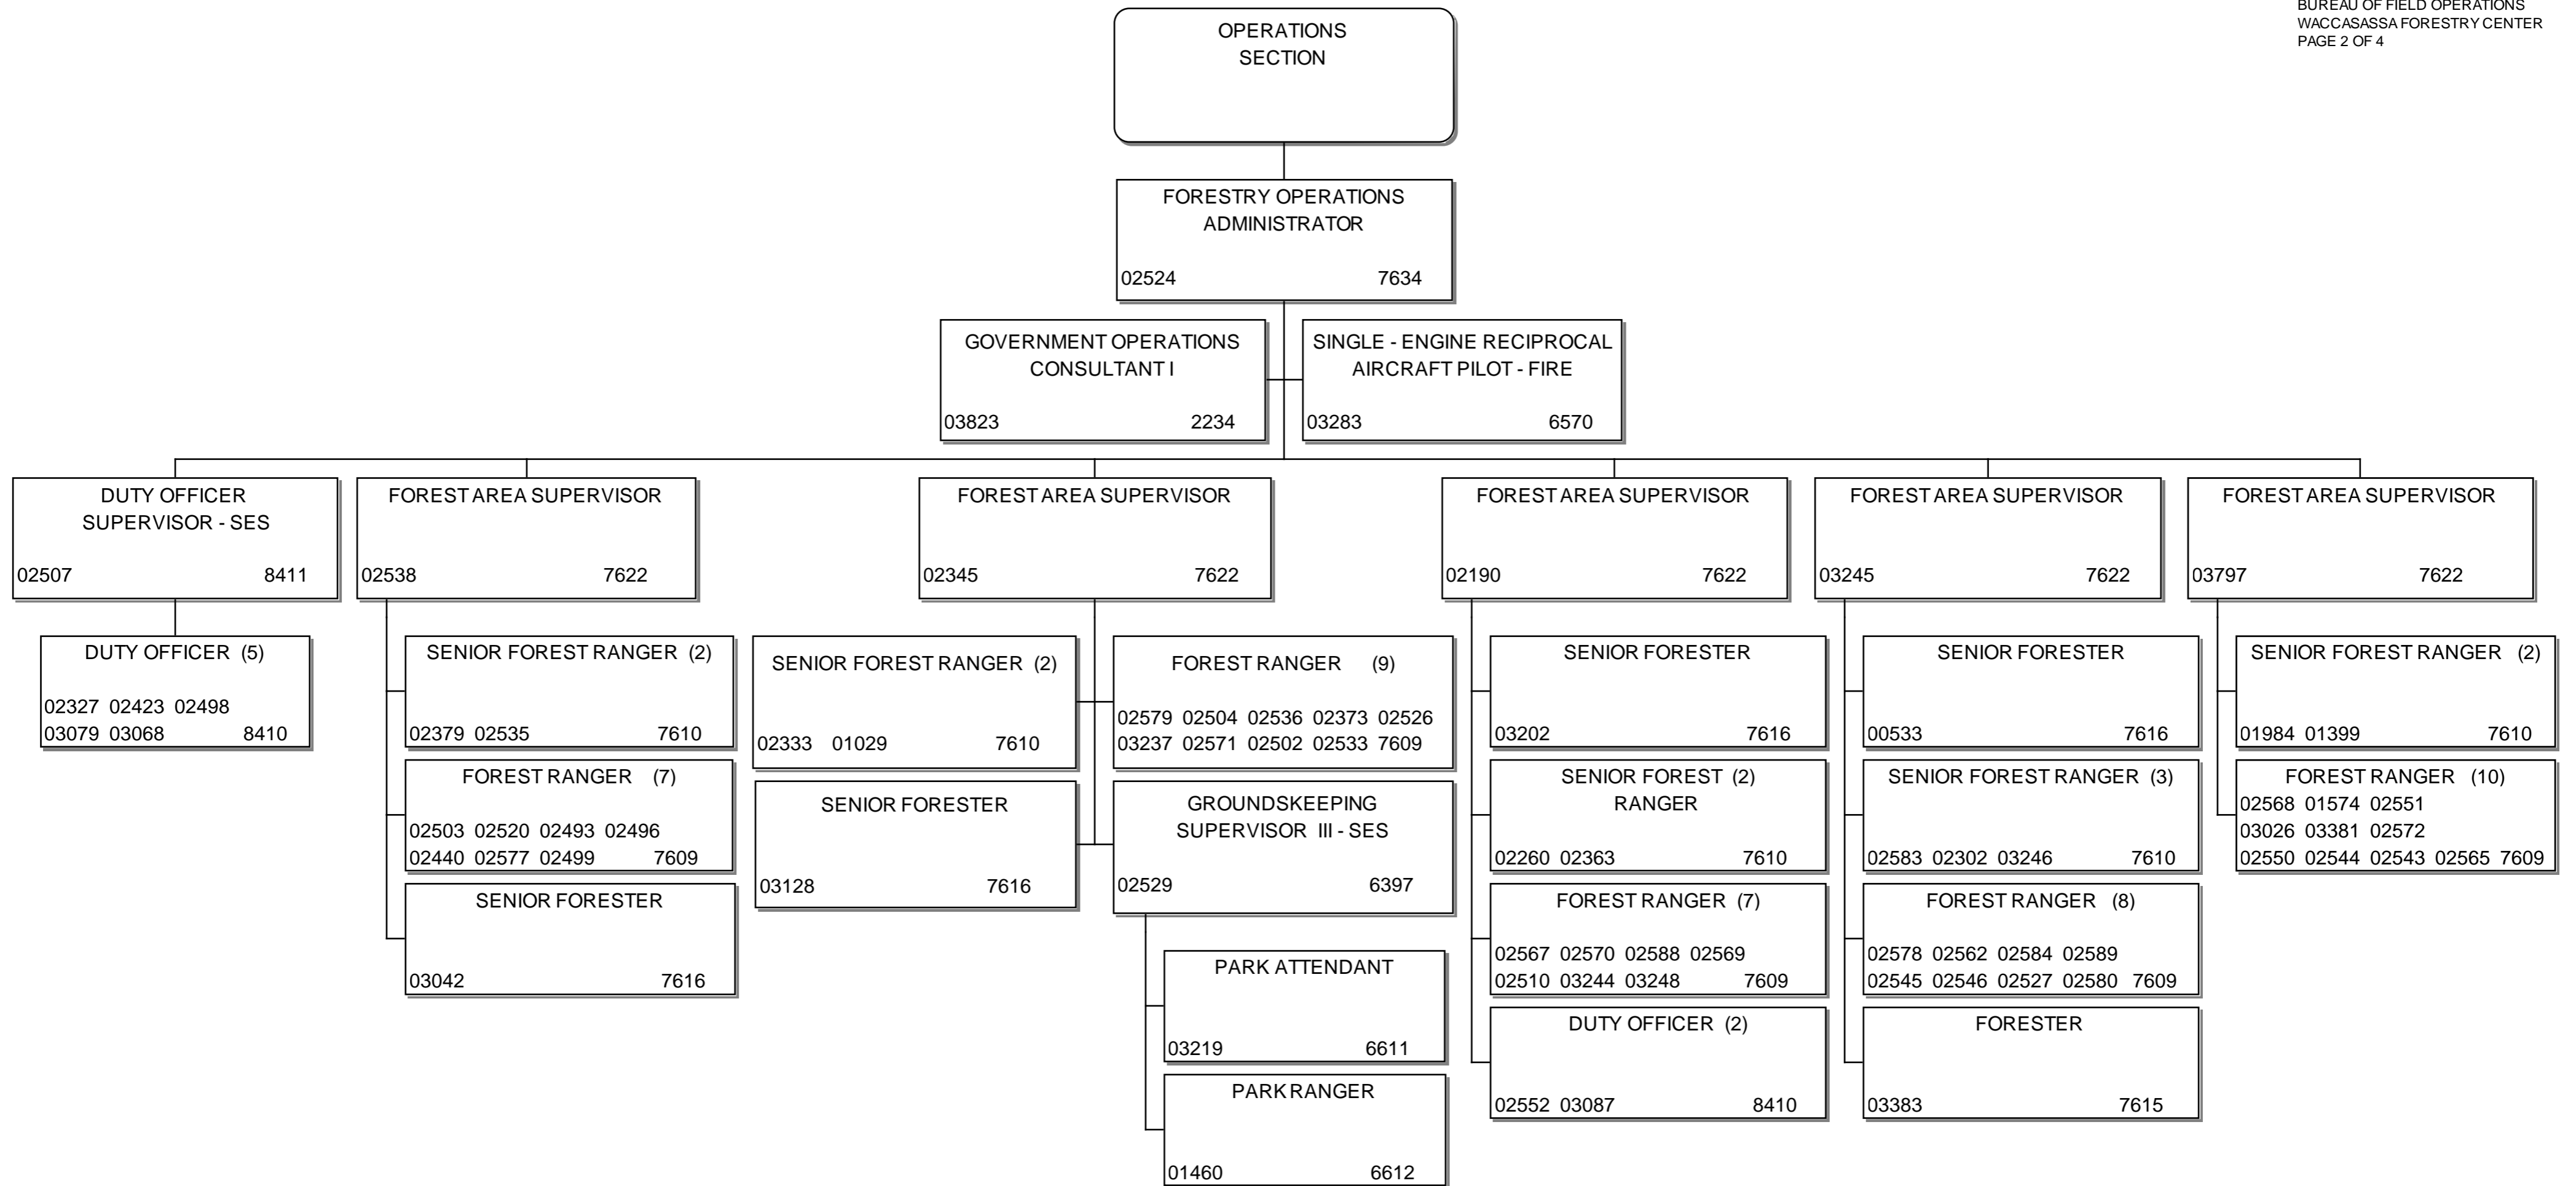 BUREAU OF FIELD OPERATIONS
WACCASASSA FORESTRY CENTER
PAGE 2 OF 4
OPERATIONS
SECTION
FORESTRY OPERATIONS
ADMINISTRATOR
02524 7634
GOVERNMENT OPERATIONS
CONSULTANT I
03823 2234
SINGLE - ENGINE RECIPROCAL
AIRCRAFT PILOT - FIRE
03283 6570
DUTY OFFICER
SUPERVISOR - SES
02507 8411
FOREST AREA SUPERVISOR
02538 7622
FOREST AREA SUPERVISOR
02345 7622
FOREST AREA SUPERVISOR
02190 7622
FOREST AREA SUPERVISOR
03245 7622
FOREST AREA SUPERVISOR
03797 7622
DUTY OFFICER (5)
02327 02423 02498
03079 03068 8410
SENIOR FOREST RANGER (2)
02379 02535 7610
FOREST RANGER (7)
02503 02520 02493 02496
02440 02577 02499 7609
SENIOR FORESTER
03042 7616
SENIOR FOREST RANGER (2)
02333 01029 7610
FOREST RANGER (9)
02579 02504 02536 02373 02526
03237 02571 02502 02533 7609
SENIOR FORESTER
03128 7616
GROUNDSKEEPING
SUPERVISOR III - SES
02529 6397
PARK ATTENDANT
03219 6611
PARK RANGER
01460 6612
SENIOR FORESTER
03202 7616
SENIOR FOREST (2)
RANGER
02260 02363 7610
FOREST RANGER (7)
02567 02570 02588 02569
02510 03244 03248 7609
DUTY OFFICER (2)
02552 03087 8410
SENIOR FORESTER
00533 7616
SENIOR FOREST RANGER (3)
02583 02302 03246 7610
FOREST RANGER (8)
02578 02562 02584 02589
02545 02546 02527 02580 7609
FORESTER
03383 7615
SENIOR FOREST RANGER (2)
01984 01399 7610
FOREST RANGER (10)
02568 01574 02551
03026 03381 02572
02550 02544 02543 02565 7609